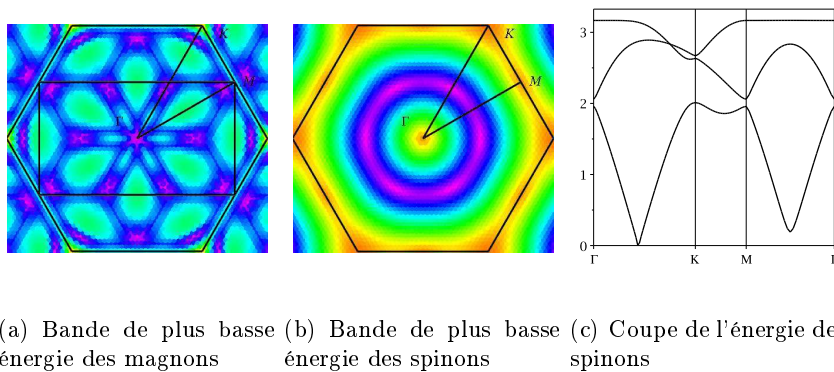 K
M
Γ
K
M
Γ
3
2
1
0
Γ
K
M
(a) Bande de plus basse
énergie des magnons
(b) Bande de plus basse
énergie des spinons
(c) Coupe de l'énergie de
spinons